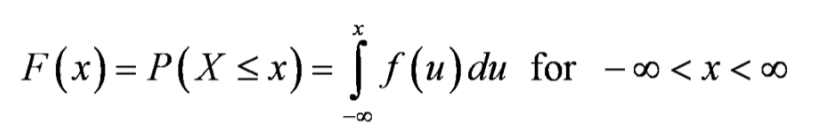 F(x) = P(X ≤ x) = ∫_{-∞}^{x} f(u)du for -∞ < x < ∞